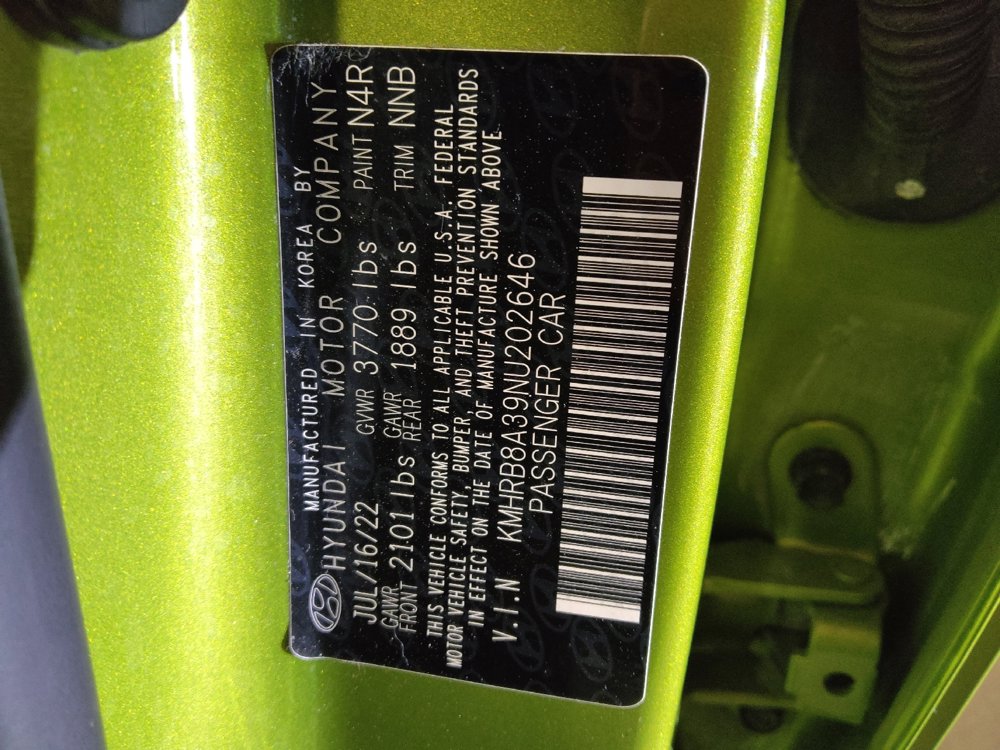 MANUFACTURED IN KOREA BY
HYUNDAI MOTOR COMPANY
JUL/16/22 GVWR 3770 lbs PAINT N4R
GAWR FRONT 2101 lbs GAWR REAR 1889 lbs TRIM NNB
THIS VEHICLE CONFORMS TO ALL APPLICABLE U.S.A. FEDERAL
MOTOR VEHICLE SAFETY, BUMPER, AND THEFT PREVENTION STANDARDS
IN EFFECT ON THE DATE OF MANUFACTURE SHOWN ABOVE
V.I.N KMHRB8A39NU202646
PASSENGER CAR